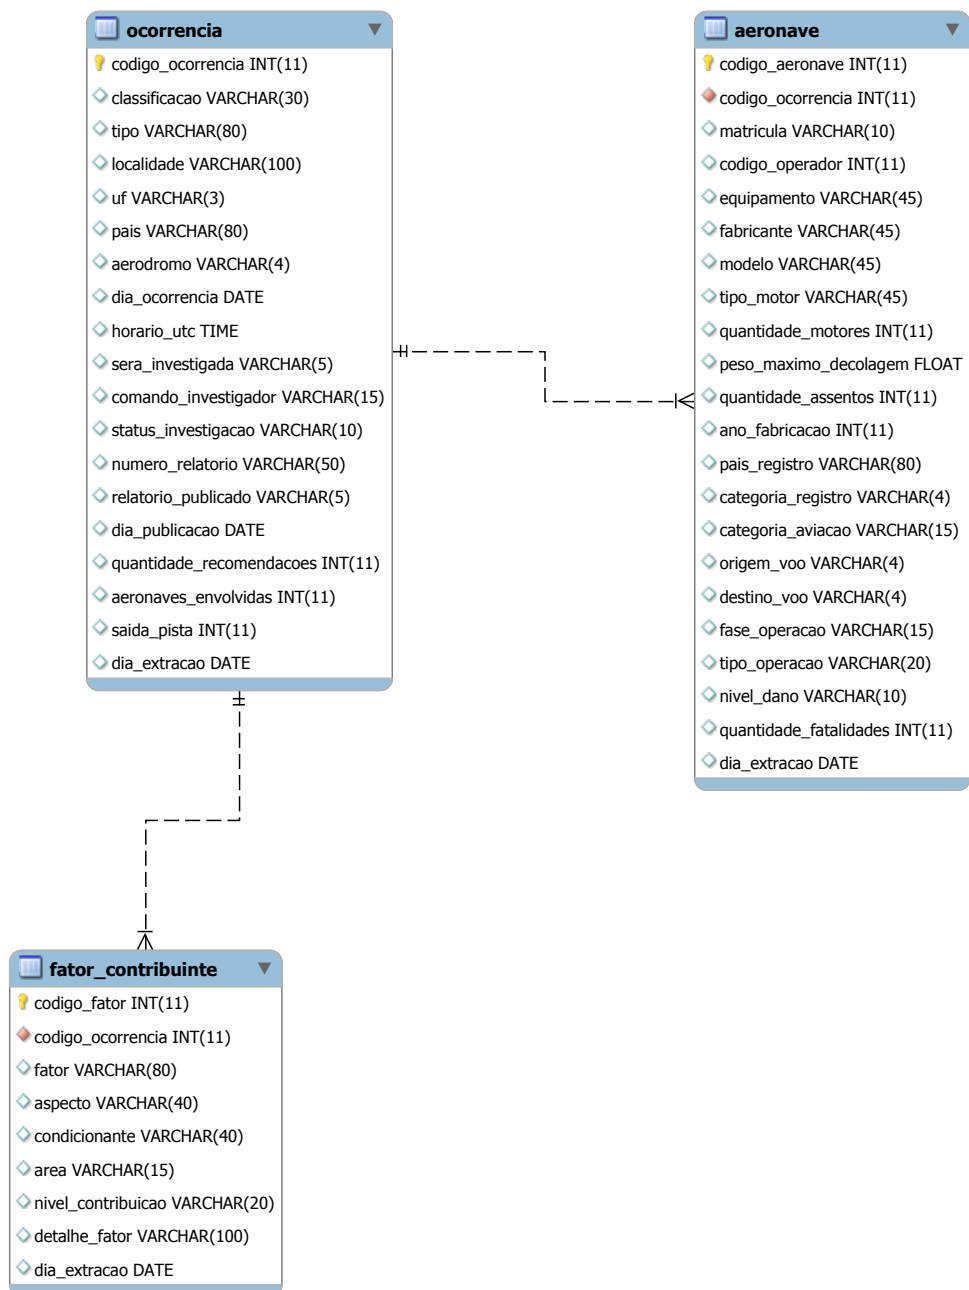 ocorrencia
codigo_ocorrencia INT(11)
classificacao VARCHAR(30)
tipo VARCHAR(80)
localidade VARCHAR(100)
uf VARCHAR(3)
pais VARCHAR(80)
aerodromo VARCHAR(4)
dia_ocorrencia DATE
horario_utc TIME
sera_investigada VARCHAR(5)
comando_investigador VARCHAR(15)
status_investigacao VARCHAR(10)
numero_relatorio VARCHAR(50)
relatorio_publicado VARCHAR(5)
dia_publicacao DATE
quantidade_recomendacoes INT(11)
aeronaves_envolvidas INT(11)
saida_pista INT(11)
dia_extracao DATE
aeronave
codigo_aeronave INT(11)
codigo_ocorrencia INT(11)
matricula VARCHAR(10)
codigo_operador INT(11)
equipamento VARCHAR(45)
fabricante VARCHAR(45)
modelo VARCHAR(45)
tipo_motor VARCHAR(45)
quantidade_motores INT(11)
peso_maximo_decolagem FLOAT
quantidade_assentos INT(11)
ano_fabricacao INT(11)
pais_registro VARCHAR(80)
categoria_registro VARCHAR(4)
categoria_aviacao VARCHAR(15)
origem_voo VARCHAR(4)
destino_voo VARCHAR(4)
fase_operacao VARCHAR(15)
tipo_operacao VARCHAR(20)
nivel_dano VARCHAR(10)
quantidade_fatalidades INT(11)
dia_extracao DATE
fator_contribuinte
codigo_fator INT(11)
codigo_ocorrencia INT(11)
fator VARCHAR(80)
aspecto VARCHAR(40)
condicionante VARCHAR(40)
area VARCHAR(15)
nivel_contribuicao VARCHAR(20)
detalhe_fator VARCHAR(100)
dia_extracao DATE